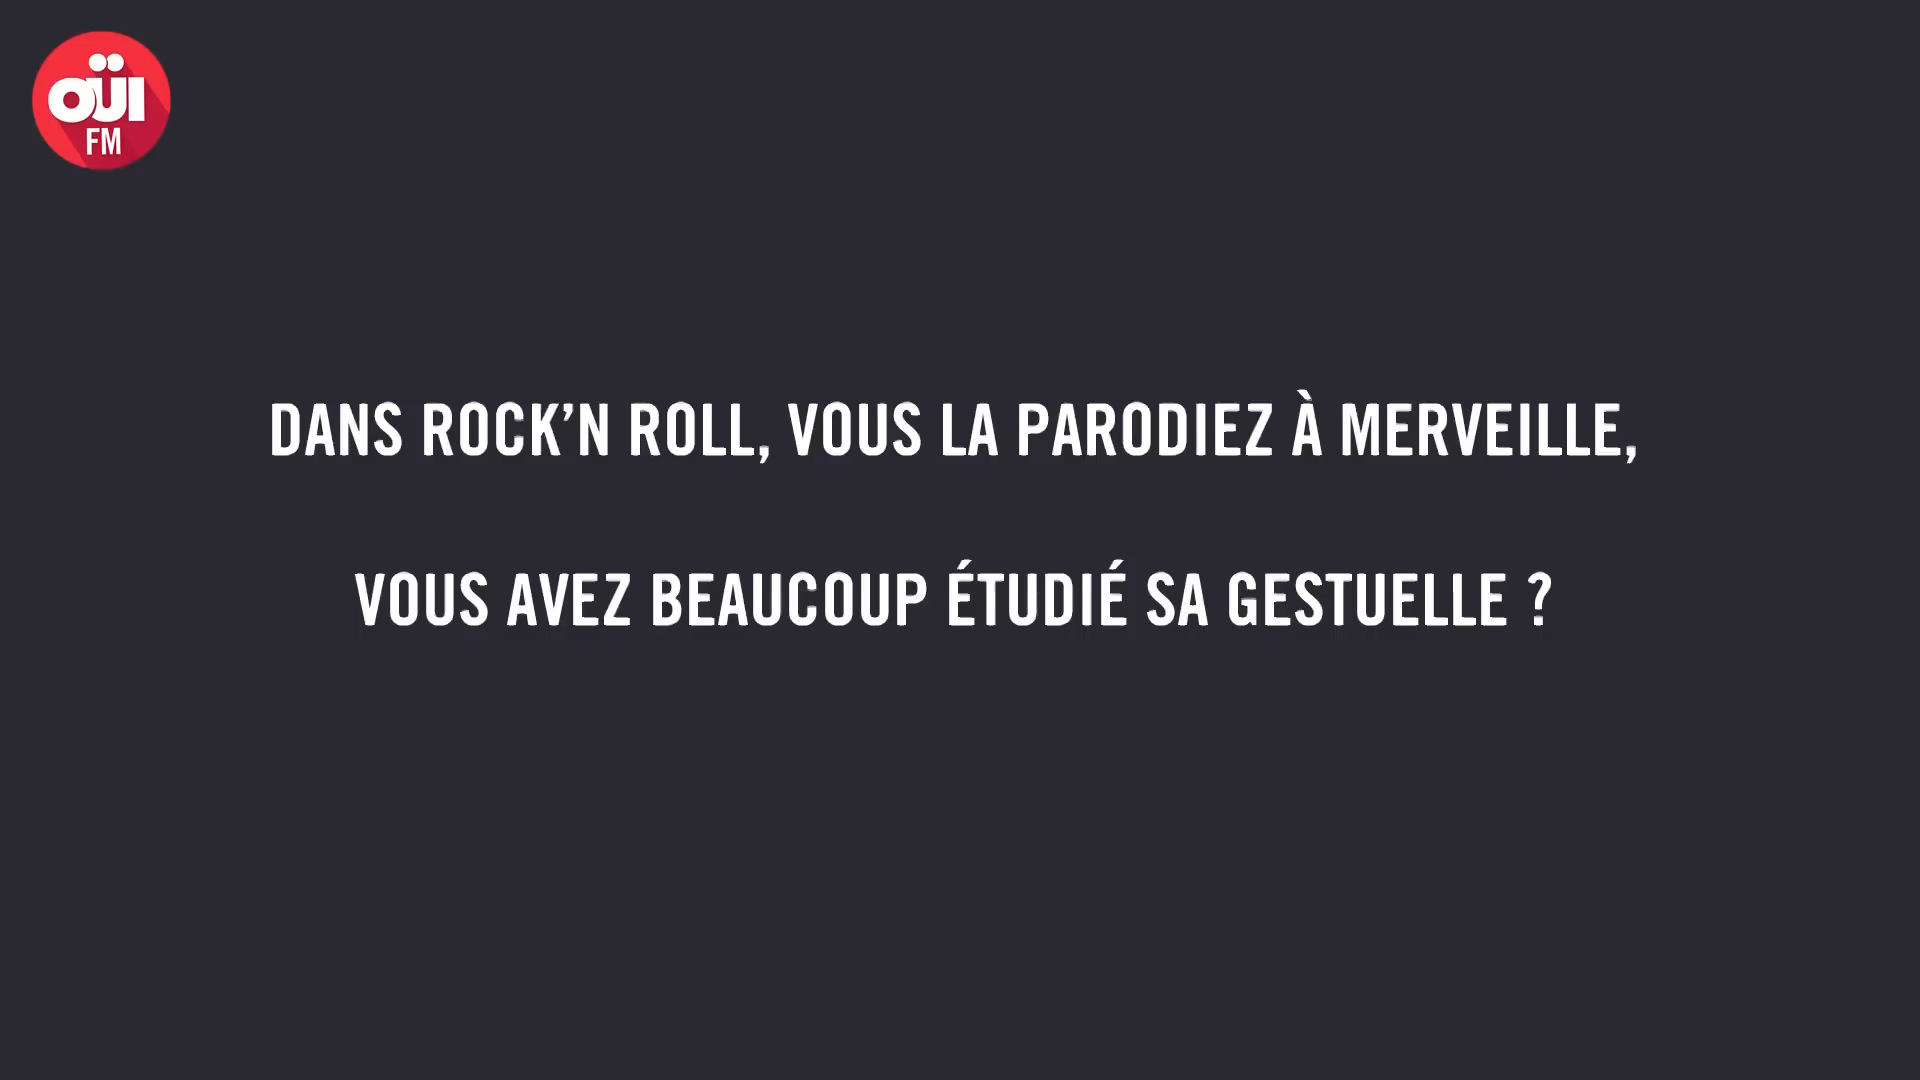 OÜI
FM
DANS ROCK’N ROLL, VOUS LA PARODIEZ À MERVEILLE,
VOUS AVEZ BEAUCOUP ÉTUDIÉ SA GESTUELLE ?